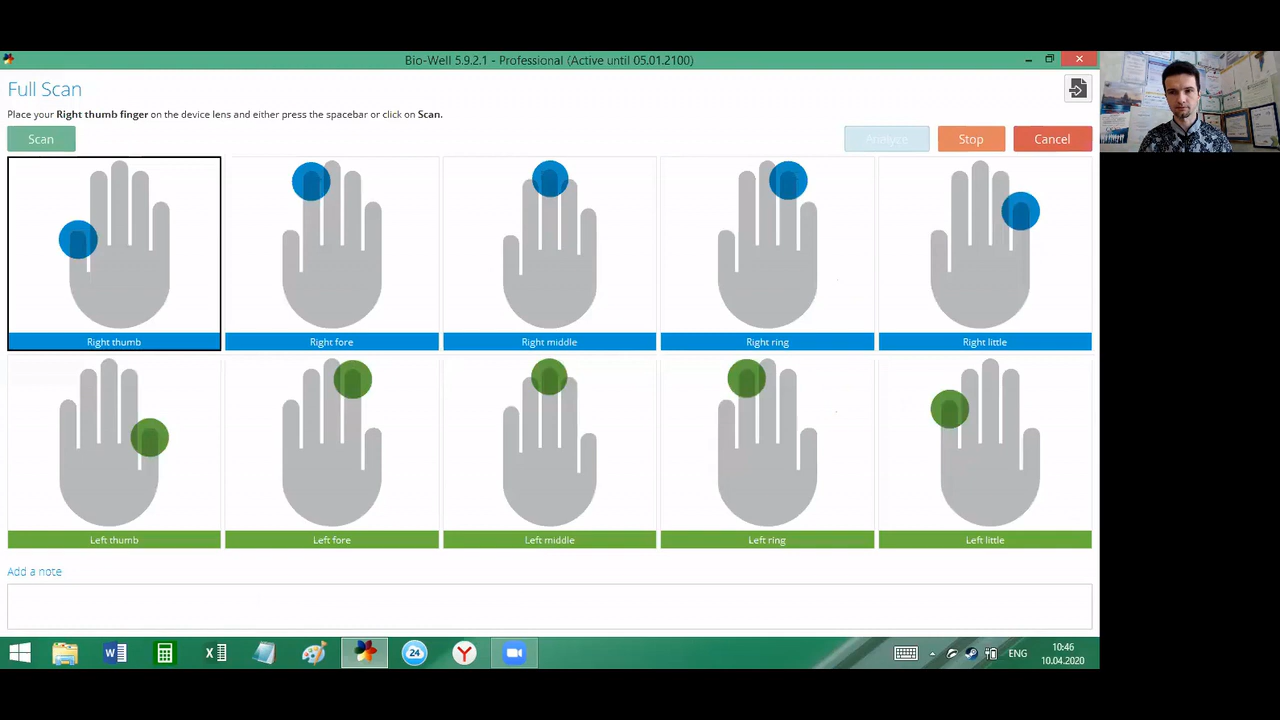 Bio-Well 5.9.2.1 - Professional (Active until 05.01.2100)
Full Scan
Place your Right thumb finger on the device lens and either press the spacebar or click on Scan.
Scan
Analyze
Stop
Cancel
Right thumb
Right fore
Right middle
Right ring
Right little
Left thumb
Left fore
Left middle
Left ring
Left little
Add a note
24
ENG
10:46
10.04.2020